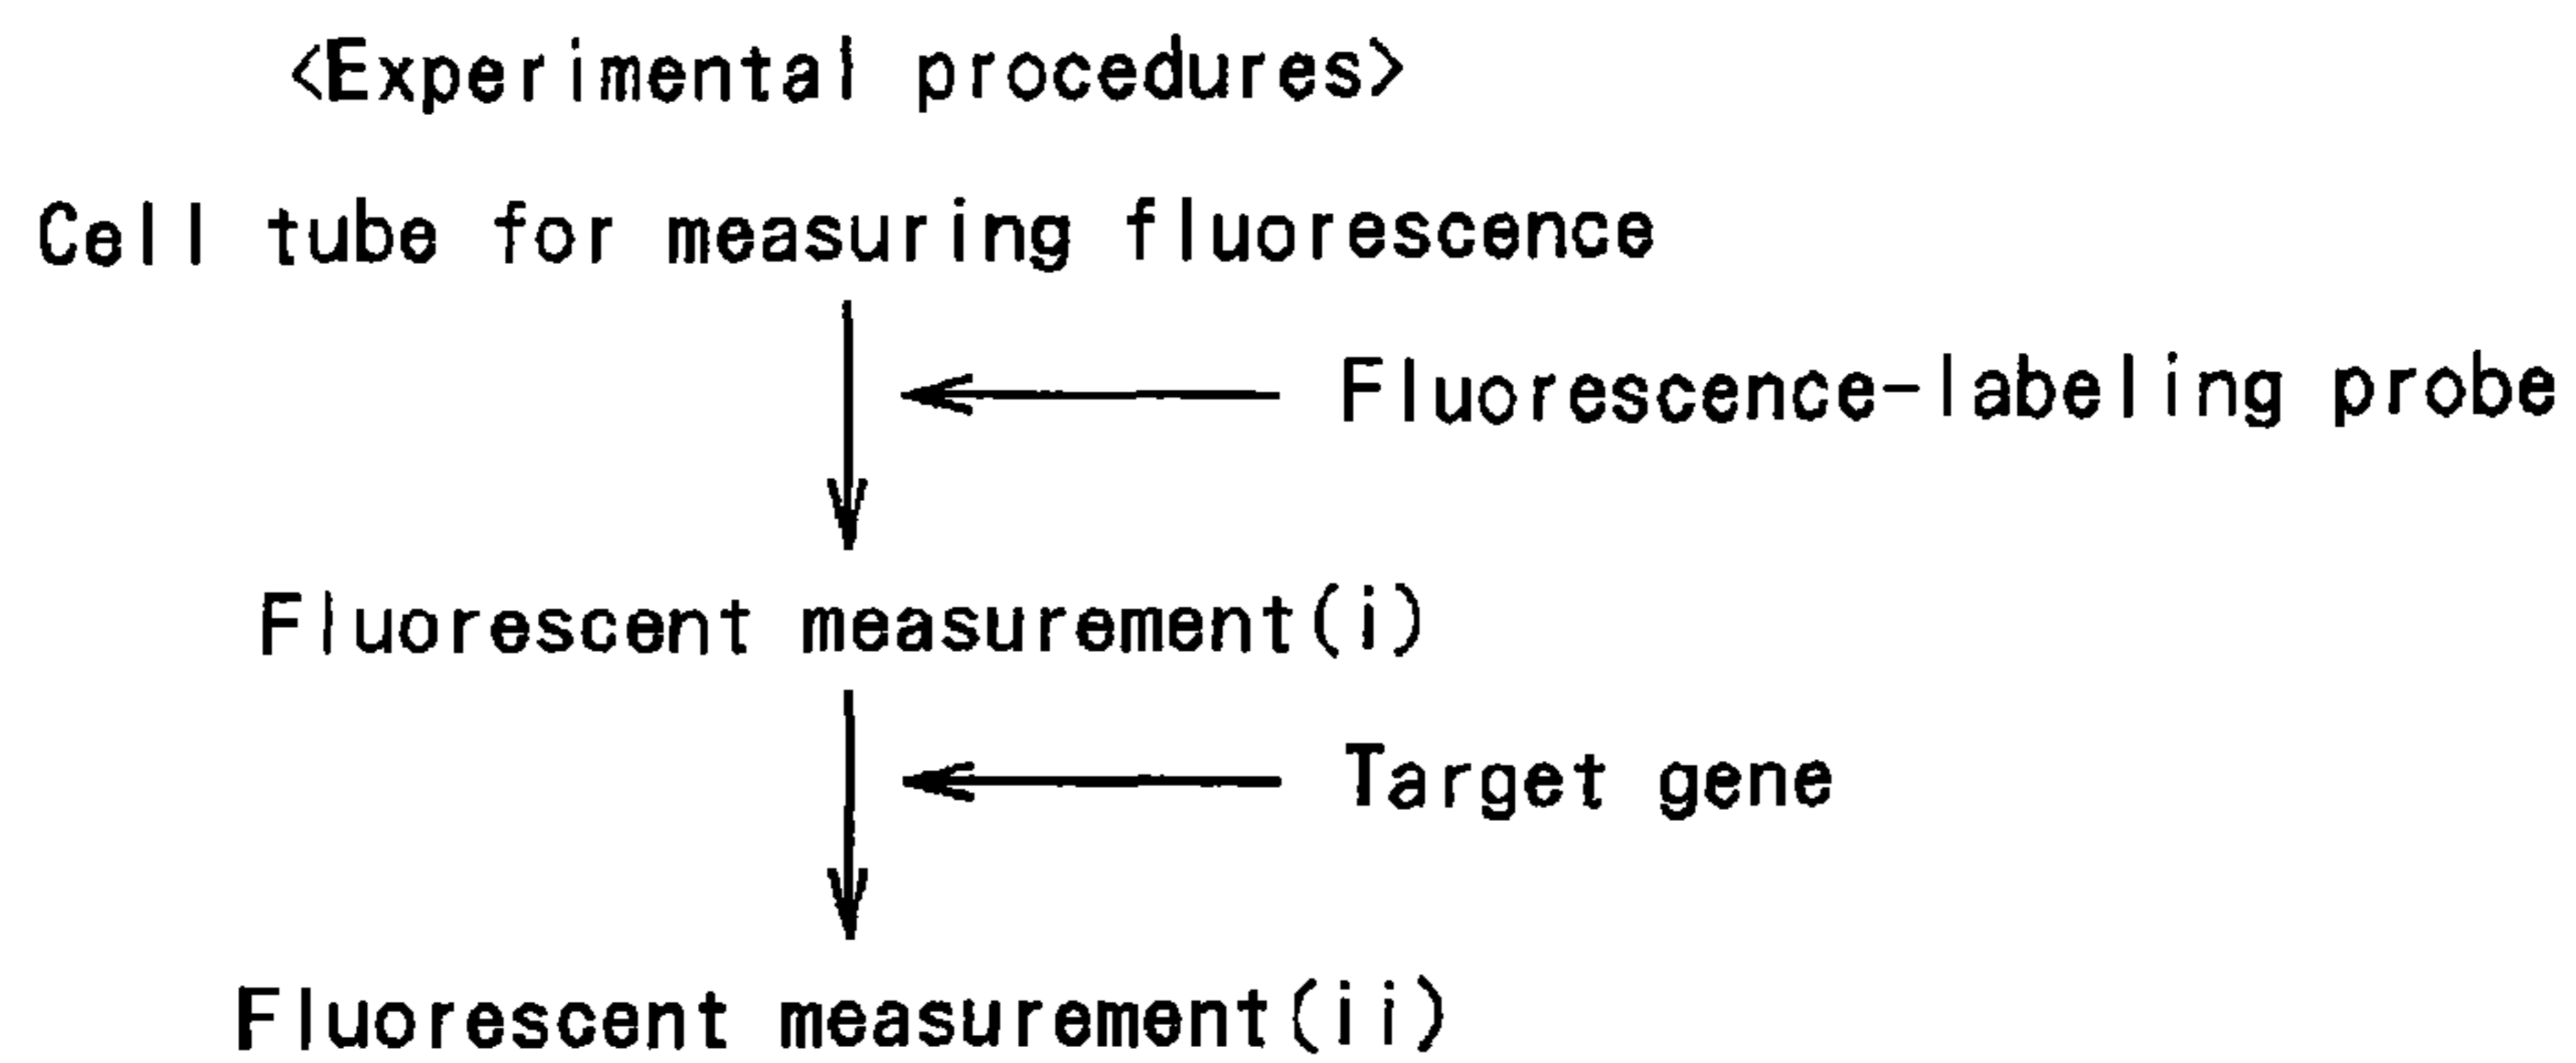 <Experimental procedures>
Cell tube for measuring fluorescence
Fluorescence-labeling probe
Fluorescent measurement(i)
Target gene
Fluorescent measurement(ii)